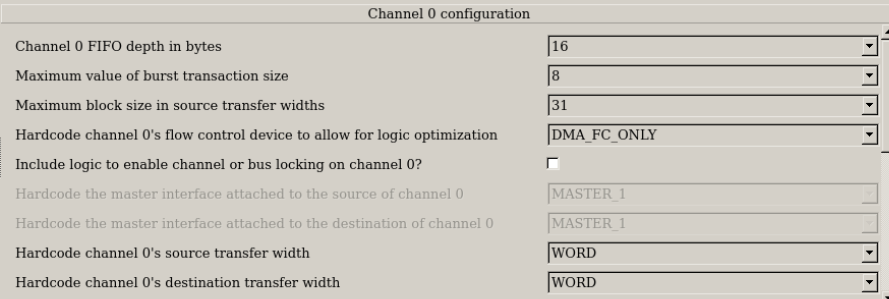 Channel 0 configuration
Channel 0 FIFO depth in bytes 16
Maximum value of burst transaction size 8
Maximum block size in source transfer widths 31
Hardcode channel 0's flow control device to allow for logic optimization DMA_FC_ONLY
Include logic to enable channel or bus locking on channel 0?
Hardcode the master interface attached to the source of channel 0 MASTER_1
Hardcode the master interface attached to the destination of channel 0 MASTER_1
Hardcode channel 0's source transfer width WORD
Hardcode channel 0's destination transfer width WORD